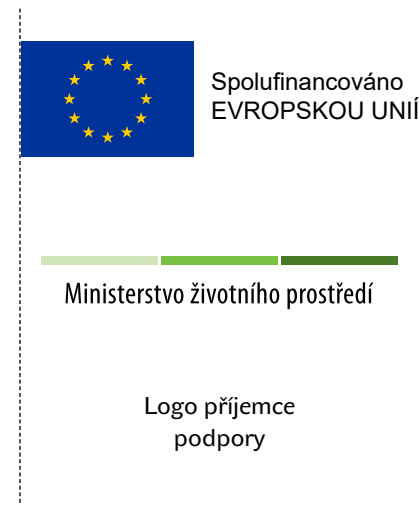 Spolufinancováno
EVROPSKOU UNIÍ
Ministerstvo životního prostředí
Logo příjemce
podpory